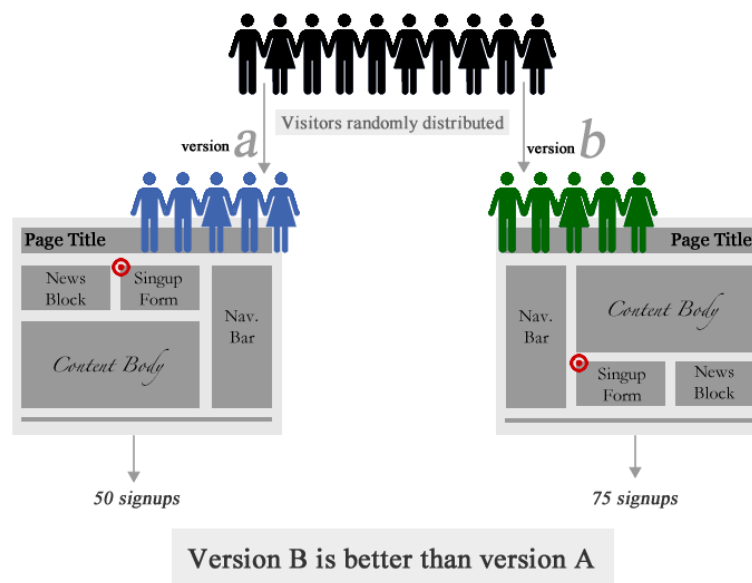 Visitors randomly distributed
version a
version b
Page Title
News
Block
Singup
Form
Nav.
Bar
Content Body
Page Title
Nav.
Bar
Content Body
Singup
Form
News
Block
50 signups
75 signups
Version B is better than version A